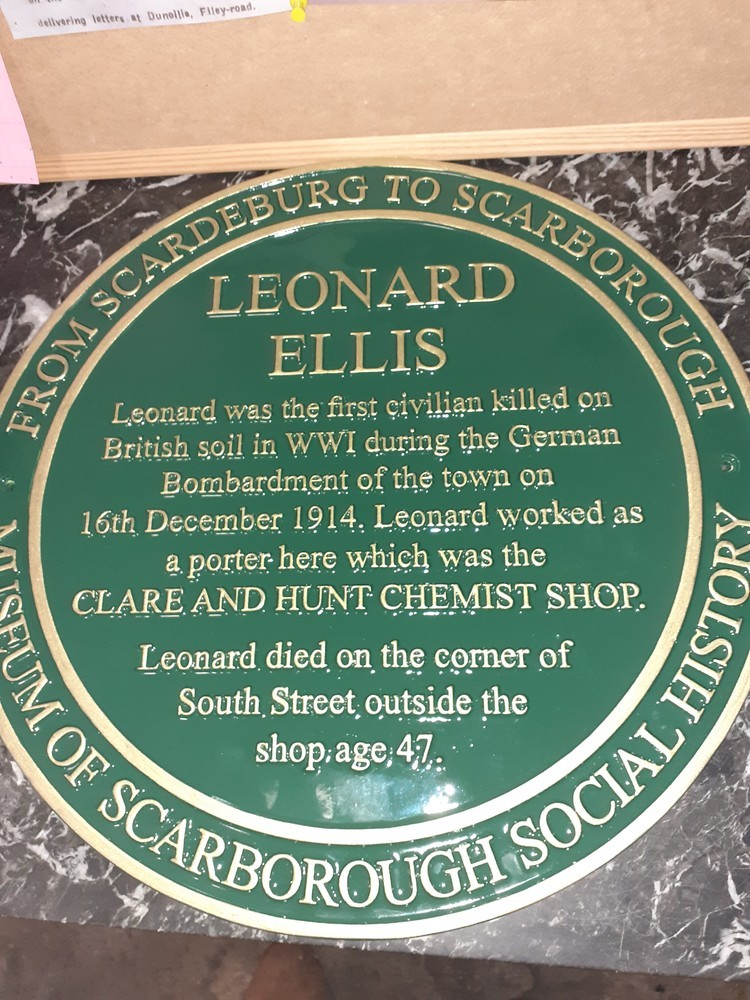 delivering letters at Dunollie, Filey-road.
FROM SCARDEBURG TO SCARBOROUGH
LEONARD
ELLIS
Leonard was the first civilian killed on
British soil in WWI during the German
Bombardment of the town on
16th December 1914. Leonard worked as
a porter here which was the
CLARE AND HUNT CHEMIST SHOP.
Leonard died on the corner of
South Street outside the
shop age 47.
MUSEUM OF SCARBOROUGH SOCIAL HISTORY